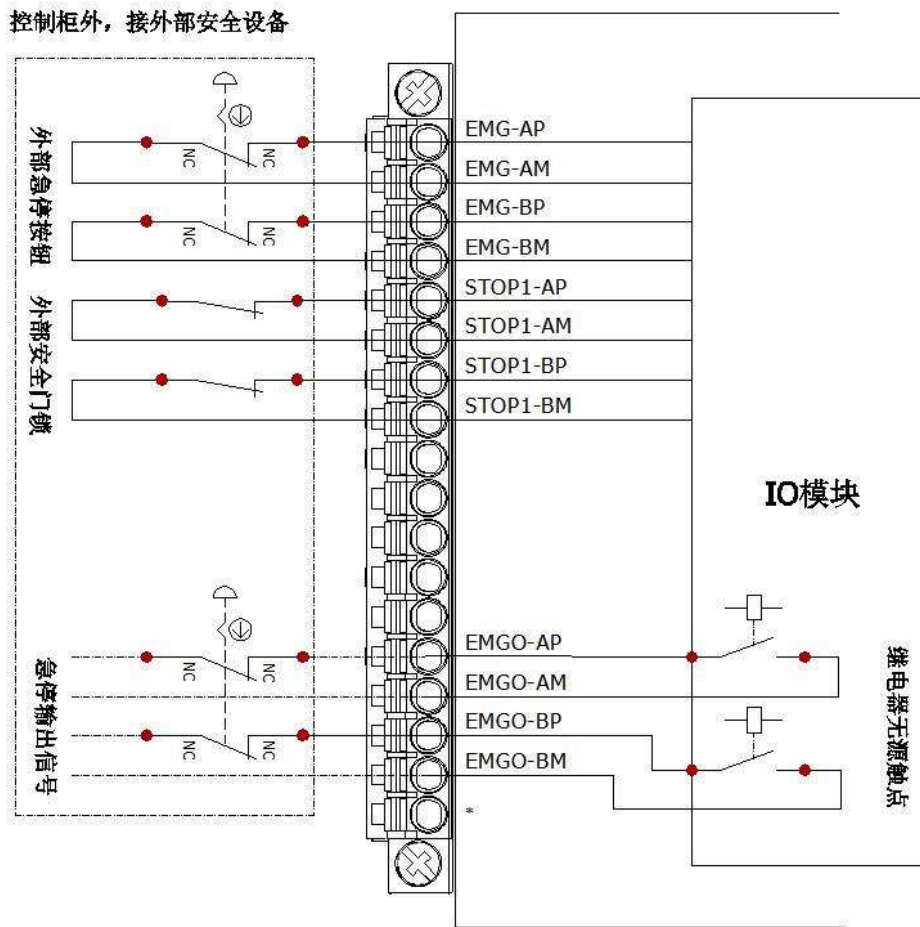 控制柜外，接外部安全设备
外部急停按钮
NC
NC
NC
NC
外部安全门锁
急停输出信号
NC
NC
NC
NC
EMG-AP
EMG-AM
EMG-BP
EMG-BM
STOP1-AP
STOP1-AM
STOP1-BP
STOP1-BM
EMGO-AP
EMGO-AM
EMGO-BP
EMGO-BM
*
IO模块
继电器无源触点